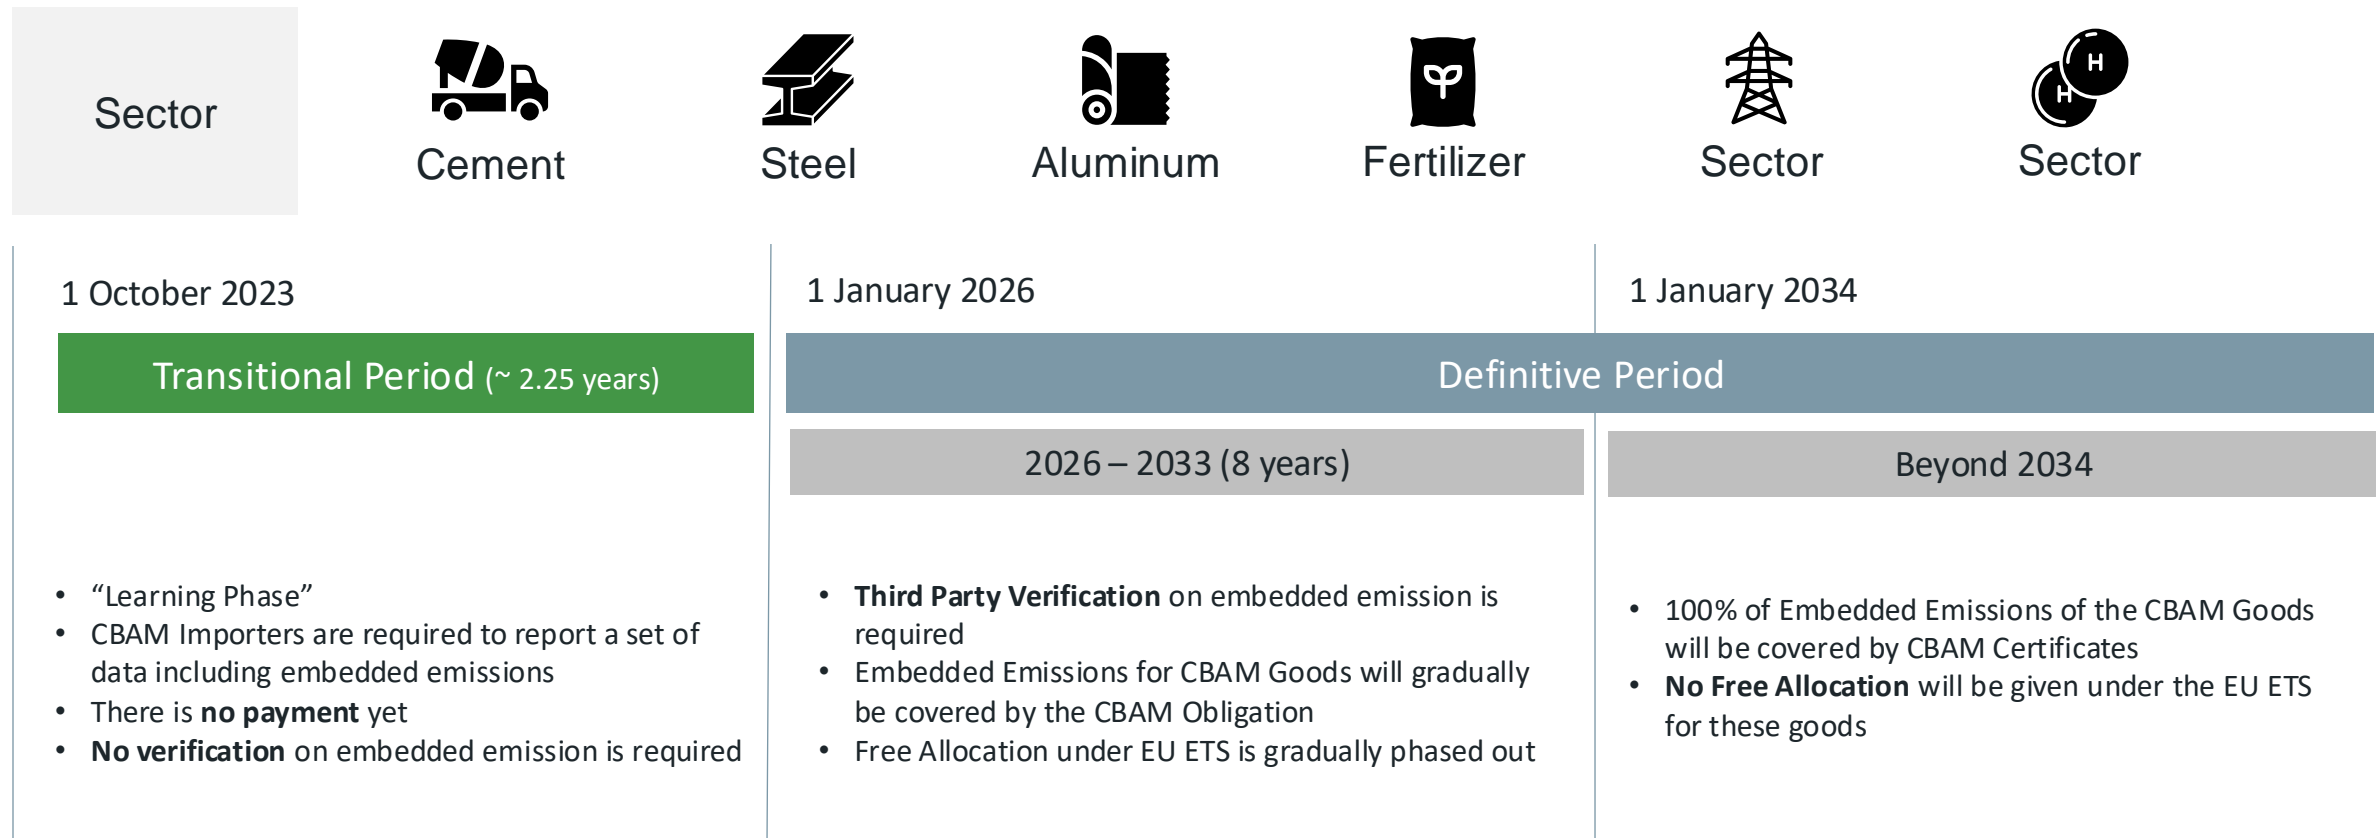 Sector
Cement
Steel
Aluminum
Fertilizer
Sector
H
H
Sector
1 October 2023
Transitional Period (~ 2.25 years)
1 January 2026
1 January 2034
Definitive Period
2026 – 2033 (8 years)
Beyond 2034
• “Learning Phase”
• CBAM Importers are required to report a set of
data including embedded emissions
• There is no payment yet
• No verification on embedded emission is required
• Third Party Verification on embedded emission is
required
• Embedded Emissions for CBAM Goods will gradually
be covered by the CBAM Obligation
• Free Allocation under EU ETS is gradually phased out
• 100% of Embedded Emissions of the CBAM Goods
will be covered by CBAM Certificates
• No Free Allocation will be given under the EU ETS
for these goods